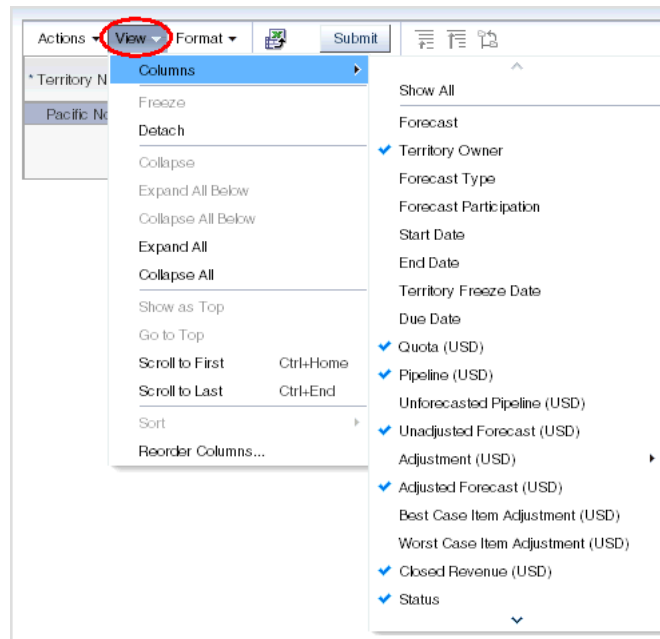 Actions View Format Submit
* Territory N
Pacific No
Columns
Freeze
Detach
Collapse
Expand All Below
Collapse All Below
Expand All
Collapse All
Show as Top
Go to Top
Scroll to First Ctrl+Home
Scroll to Last Ctrl+End
Sort
Reorder Columns...
Show All
Forecast
Territory Owner
Forecast Type
Forecast Participation
Start Date
End Date
Territory Freeze Date
Due Date
Quota (USD)
Pipeline (USD)
Unforecasted Pipeline (USD)
Unadjusted Forecast (USD)
Adjustment (USD)
Adjusted Forecast (USD)
Best Case Item Adjustment (USD)
Worst Case Item Adjustment (USD)
Closed Revenue (USD)
Status